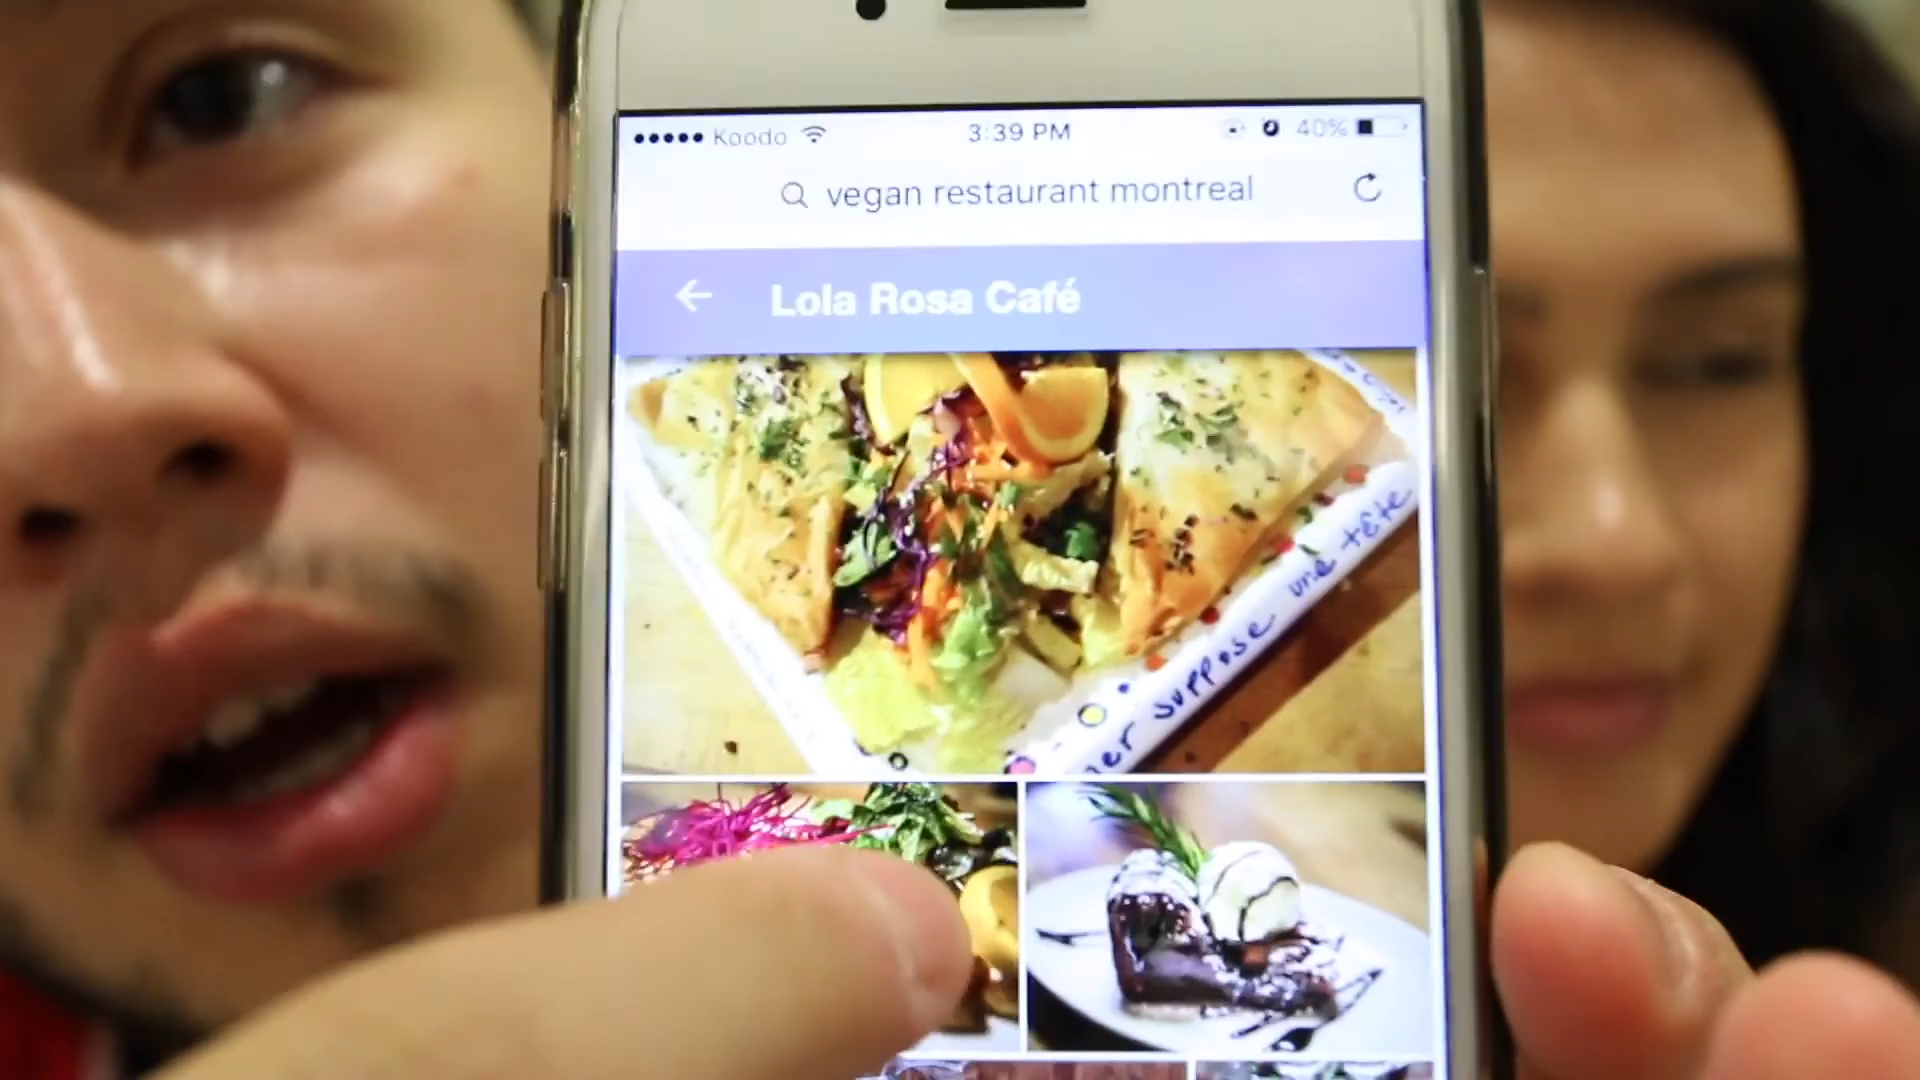 Koodo 3:39 PM 40%
vegan restaurant montreal
Lola Rosa Café
suppose une tête